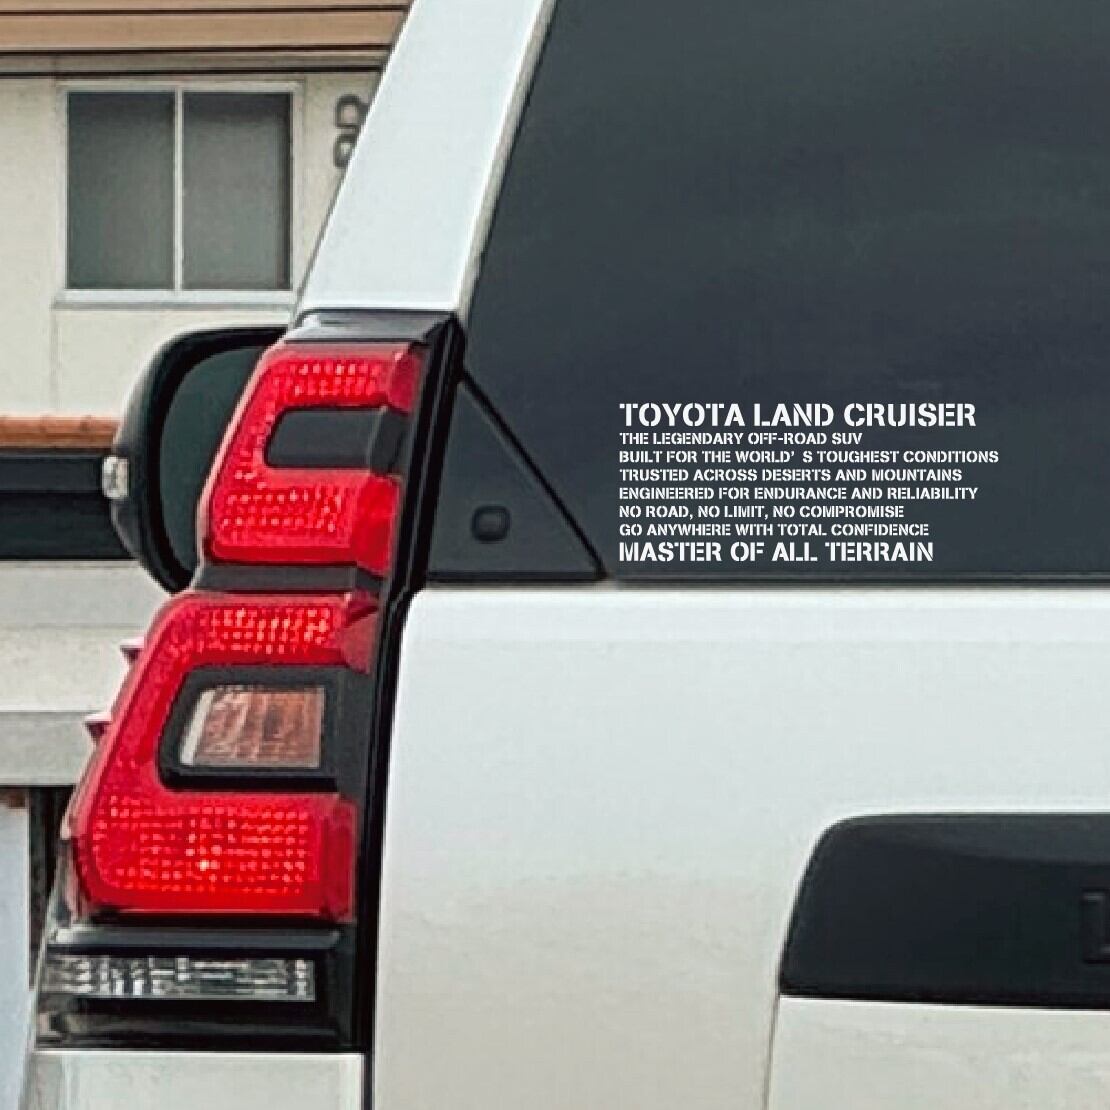 TOYOTA LAND CRUISER
THE LEGENDARY OFF-ROAD SUV
BUILT FOR THE WORLD’ S TOUGHEST CONDITIONS
TRUSTED ACROSS DESERTS AND MOUNTAINS
ENGINEERED FOR ENDURANCE AND RELIABILITY
NO ROAD, NO LIMIT, NO COMPROMISE
GO ANYWHERE WITH TOTAL CONFIDENCE
MASTER OF ALL TERRAIN